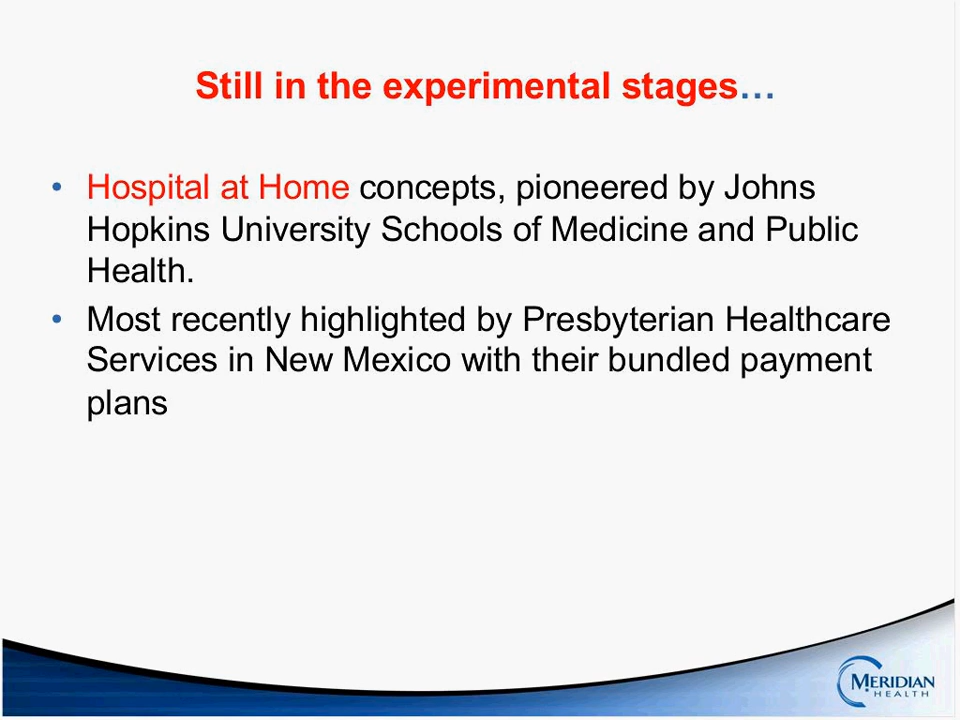 Still in the experimental stages…
• Hospital at Home concepts, pioneered by Johns
Hopkins University Schools of Medicine and Public
Health.
• Most recently highlighted by Presbyterian Healthcare
Services in New Mexico with their bundled payment
plans
MERIDIAN
HEALTH